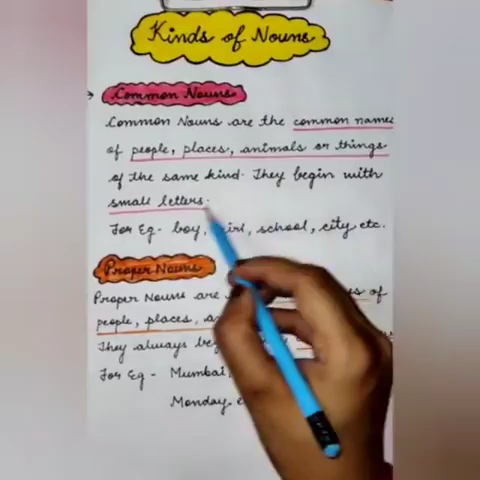 Kinds of Nouns
Common Nouns
Common Nouns are the common names
of people, places, animals or things
of the same kind. They begin with
small letters.
For Eg- boy, girl, school, city etc.
Proper Nouns
Proper Nouns are of
people, places,
They always
For Eg - Mumbai,
Monday